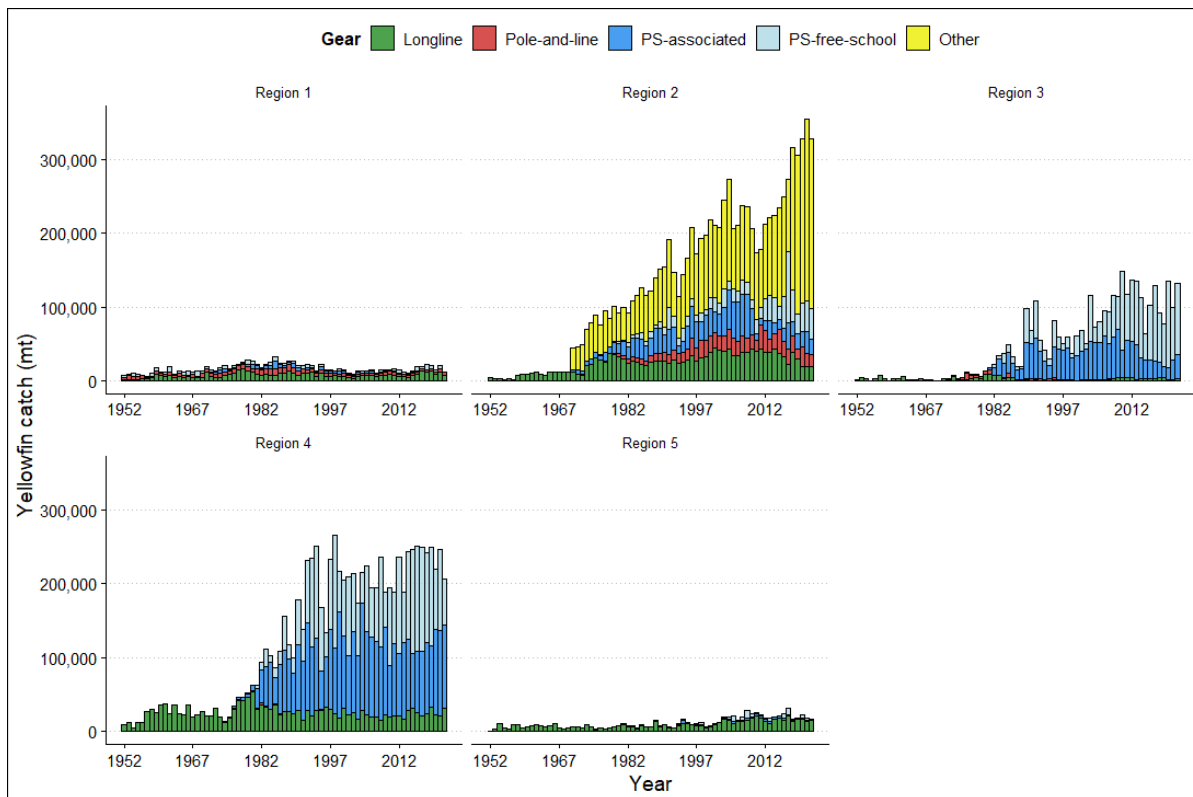 Gear Longline Pole-and-line PS-associated PS-free-school Other
Region 1 Region 2 Region 3
300,000
200,000
100,000
0
1952 1967 1982 1997 2012 1952 1967 1982 1997 2012 1952 1967 1982 1997 2012
Region 4 Region 5
Yellowfin catch (mt)
300,000
200,000
100,000
0
1952 1967 1982 1997 2012 1952 1967 1982 1997 2012
Year